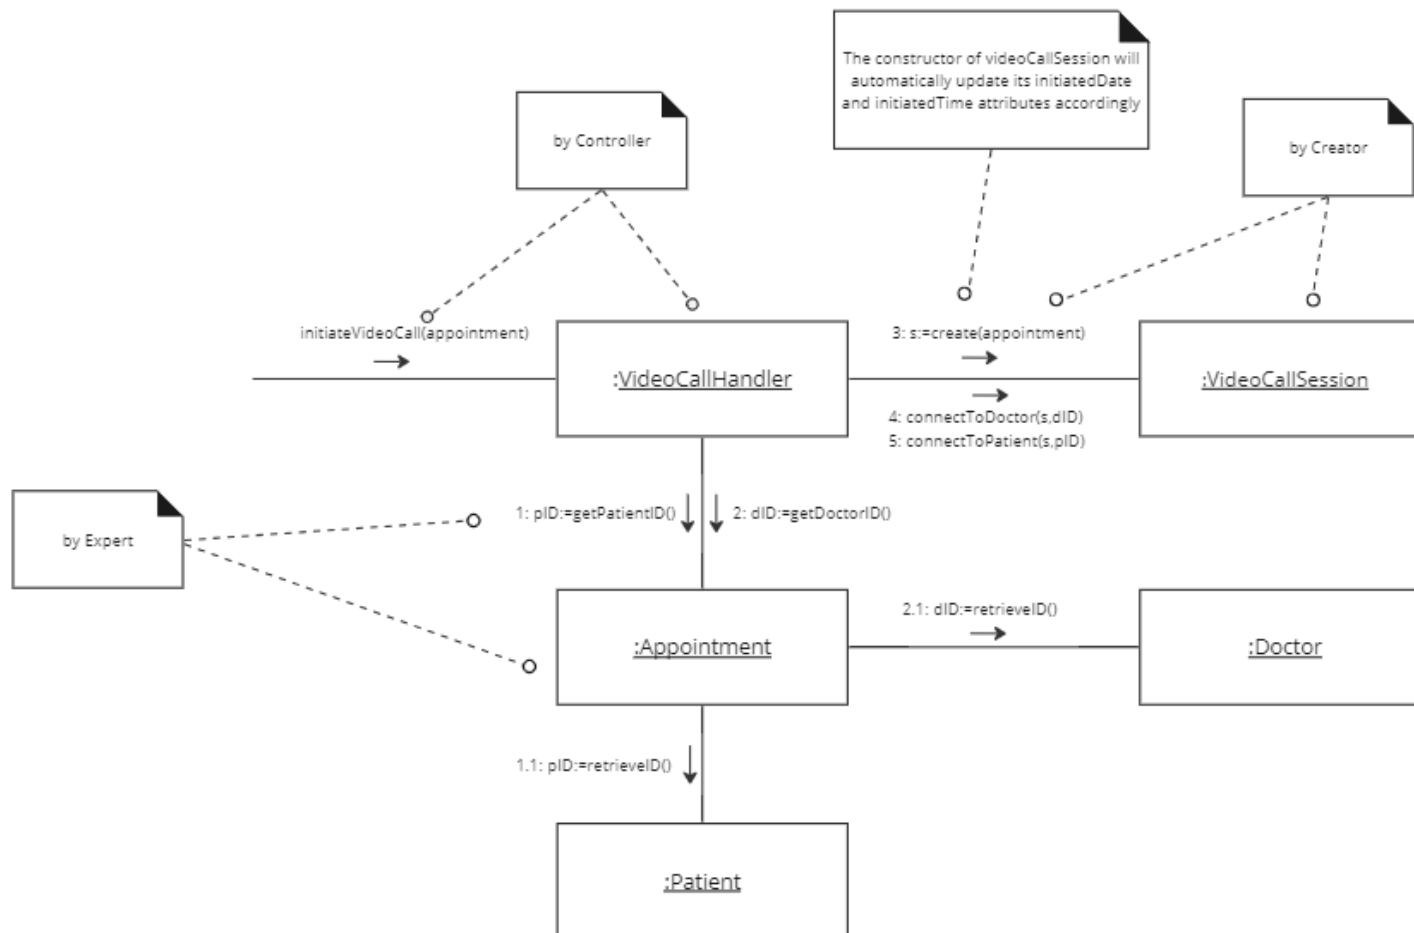 The constructor of videoCallSession will
automatically update its initiatedDate
and initiatedTime attributes accordingly
by Controller
by Creator
initiateVideoCall(appointment)
3: s:=create(appointment)
:VideoCallHandler
:VideoCallSession
4: connectToDoctor(s,dID)
5: connectToPatient(s,pID)
1: pID:=getPatientID()
2: dID:=getDoctorID()
by Expert
2.1: dID:=retrieveID()
:Appointment
:Doctor
1.1: pID:=retrieveID()
:Patient